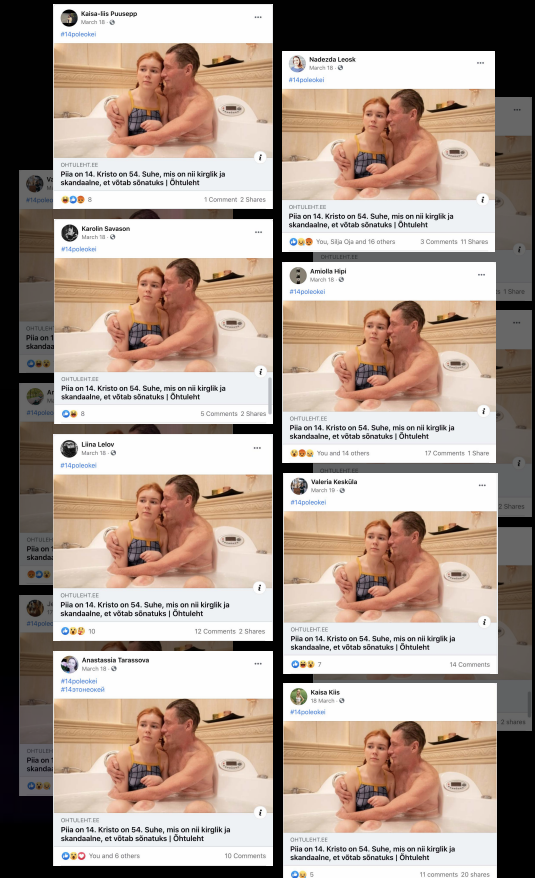 Kaisa-liis Puusepp
March 18
#14poleokei
OHTULEHT.EE
Piia on 14. Kristo on 54. Suhe, mis on nii kirglik ja
skandaalne, et võtab sõnatuks | Õhtuleht
8
1 Comment 2 Shares
Karolin Savason
March 18
#14poleokei
OHTULEHT.EE
Piia on 14. Kristo on 54. Suhe, mis on nii kirglik ja
skandaalne, et võtab sõnatuks | Õhtuleht
8
5 Comments 2 Shares
Liina Lelov
March 18
#14poleokei
OHTULEHT.EE
Piia on 14. Kristo on 54. Suhe, mis on nii kirglik ja
skandaalne, et võtab sõnatuks | Õhtuleht
10
12 Comments 2 Shares
Anastassia Tarassova
March 18
#14poleokei
#14этонеокей
OHTULEHT.EE
Piia on 14. Kristo on 54. Suhe, mis on nii kirglik ja
skandaalne, et võtab sõnatuks | Õhtuleht
You and 6 others
10 Comments
Nadezda Leosk
March 18
#14poleokei
OHTULEHT.EE
Piia on 14. Kristo on 54. Suhe, mis on nii kirglik ja
skandaalne, et võtab sõnatuks | Õhtuleht
You, Silja Oja and 16 others
3 Comments 11 Shares
Amiolla Hipi
March 18
#14poleokei
OHTULEHT.EE
Piia on 14. Kristo on 54. Suhe, mis on nii kirglik ja
skandaalne, et võtab sõnatuks | Õhtuleht
You and 14 others
17 Comments 1 Share
Valeria Kesküla
March 19
#14poleokei
OHTULEHT.EE
Piia on 14. Kristo on 54. Suhe, mis on nii kirglik ja
skandaalne, et võtab sõnatuks | Õhtuleht
7
14 Comments
Kaisa Kiis
18 March
#14poleokei
OHTULEHT.EE
Piia on 14. Kristo on 54. Suhe, mis on nii kirglik ja
skandaalne, et võtab sõnatuks | Õhtuleht
5
11 comments 20 shares